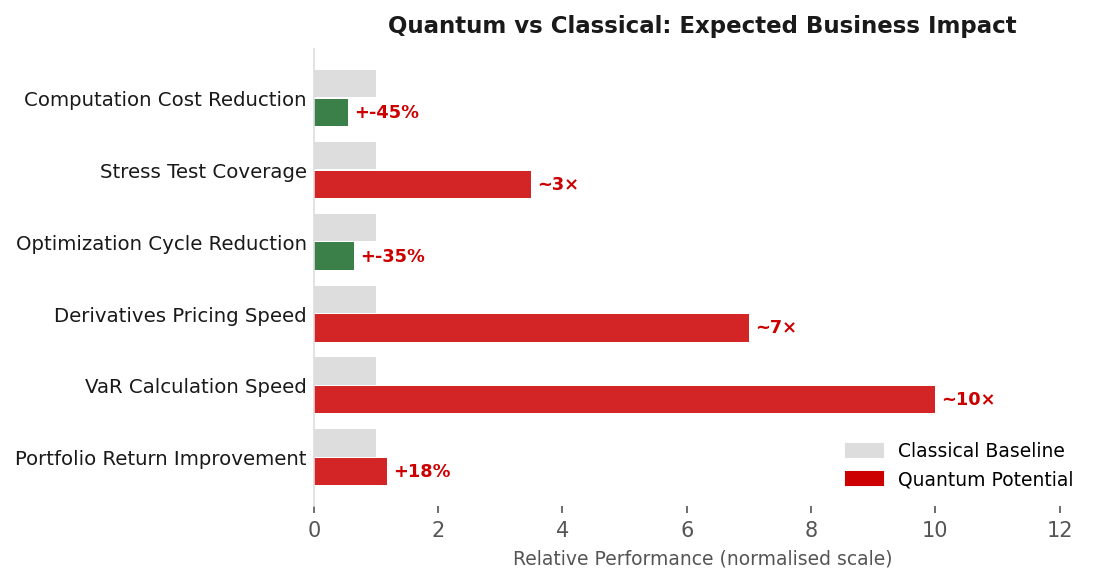 Quantum vs Classical: Expected Business Impact
Computation Cost Reduction
+-45%
Stress Test Coverage
~3×
Optimization Cycle Reduction
+-35%
Derivatives Pricing Speed
~7×
VaR Calculation Speed
~10×
Portfolio Return Improvement
+18%
Classical Baseline
Quantum Potential
0 2 4 6 8 10 12
Relative Performance (normalised scale)